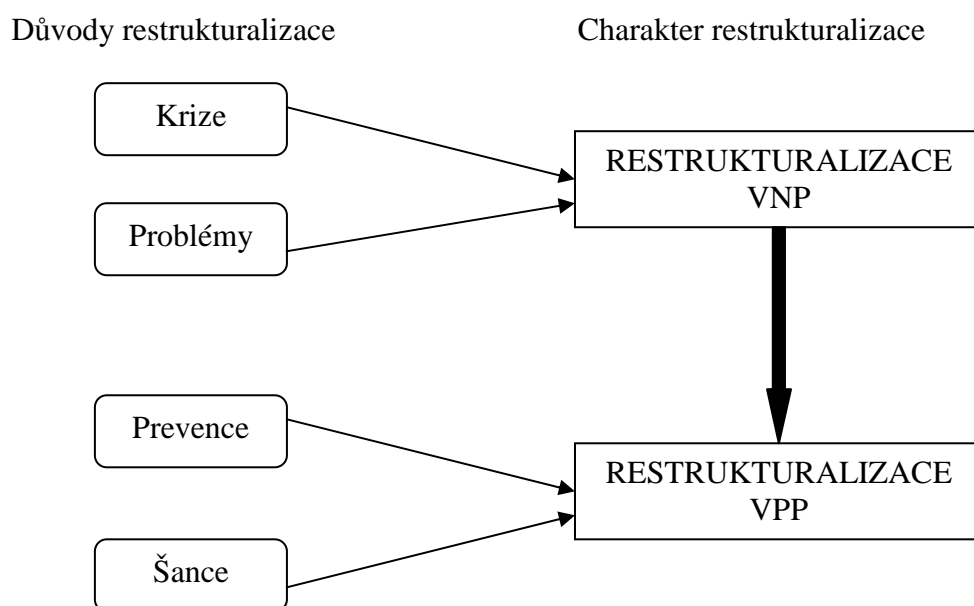 Důvody restrukturalizace
Charakter restrukturalizace
Krize
RESTRUKTURALIZACE
VNP
Problémy
Prevence
RESTRUKTURALIZACE
VPP
Šance